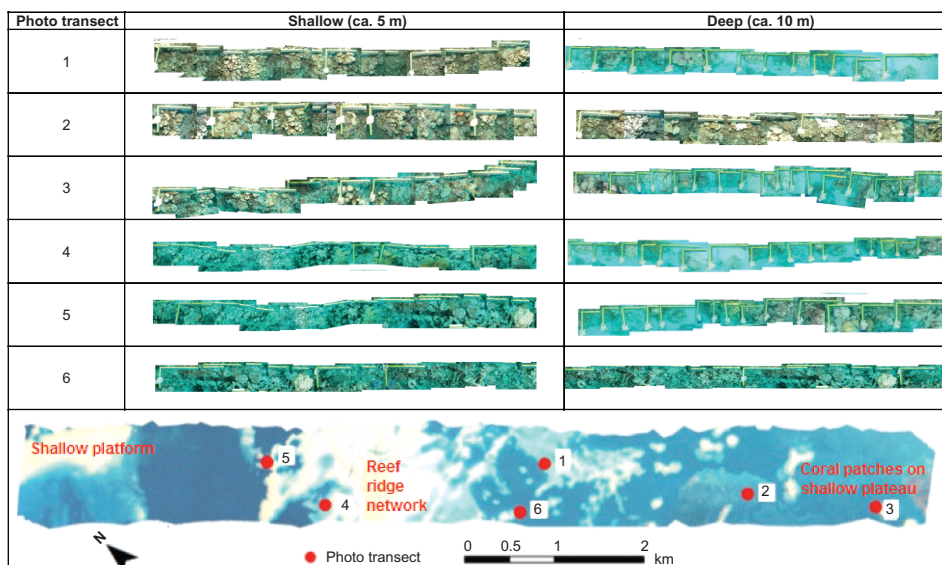 Photo transect Shallow (ca. 5 m) Deep (ca. 10 m)
1
2
3
4
5
6
Shallow platform
5
4
Reef
ridge
network
1
6
2
Coral patches on
shallow plateau
3
N
Photo transect
0 0.5 1 2
km